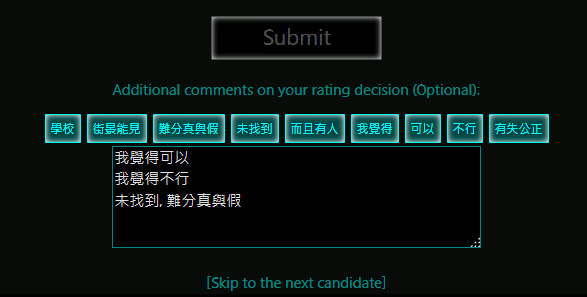 Submit
Additional comments on your rating decision (Optional):
學校 街景能見 難分真與假 未找到 而且有人 我覺得 可以 不行 有失公正
我覺得可以
我覺得不行
未找到, 難分真與假
[Skip to the next candidate]